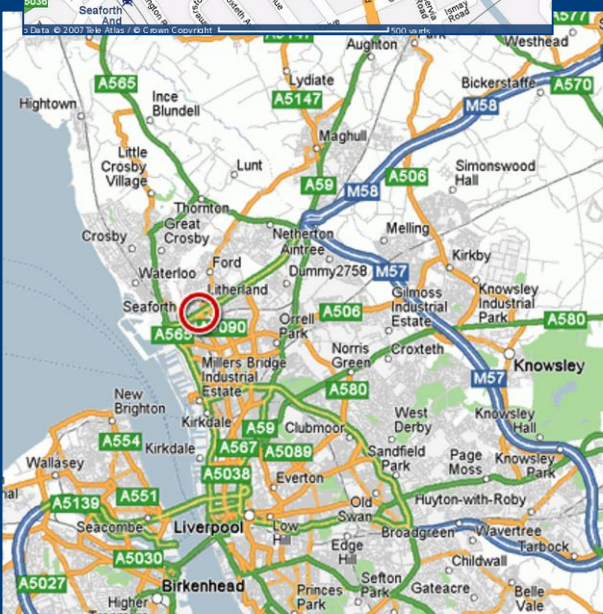 5038
Seaforth
And
Data © 2007 Tele Atlas / © Crown Copyright
500 yards
Ismay
Road
Aughton
Park
Westhead
A577
A565
Lydiate
A5147
Bickerstaffe
A570
Hightown
Ince
Blundell
M58
Maghull
Little
Crosby
Village
Lunt
A59
M58
A506
Simonswood
Hall
Thornton
Great
Crosby
Crosby
Netherton
Aintree
Melling
Waterloo
Ford
Dummy2758
M57
Kirkby
Litherland
Seaforth
Gilmoss
Industrial
Estate
Knowsley
Industrial
Park
A565
090
Orrell
Park
A506
A580
Millers Bridge
Industrial
Estate
Norris
Green
Croxteth
Knowsley
A580
M57
New
Brighton
Kirkdale
A59
Clubmoor
West
Derby
Knowsley
Hall
A554
Kirkdale
A567
A5089
Sandfield
Park
Page
Moss
Knowsley
Park
Wallasey
A5038
Everton
A5139
A551
Old
Swan
Huyton-with-Roby
Seacombe
Liverpool
Low
Hill
Broadgreen
Wavertree
Tarbock
A5030
Edge
Hill
Childwall
A5027
Birkenhead
Sefton
Park
Gateacre
Belle
Vale
Higher
Princes
Park